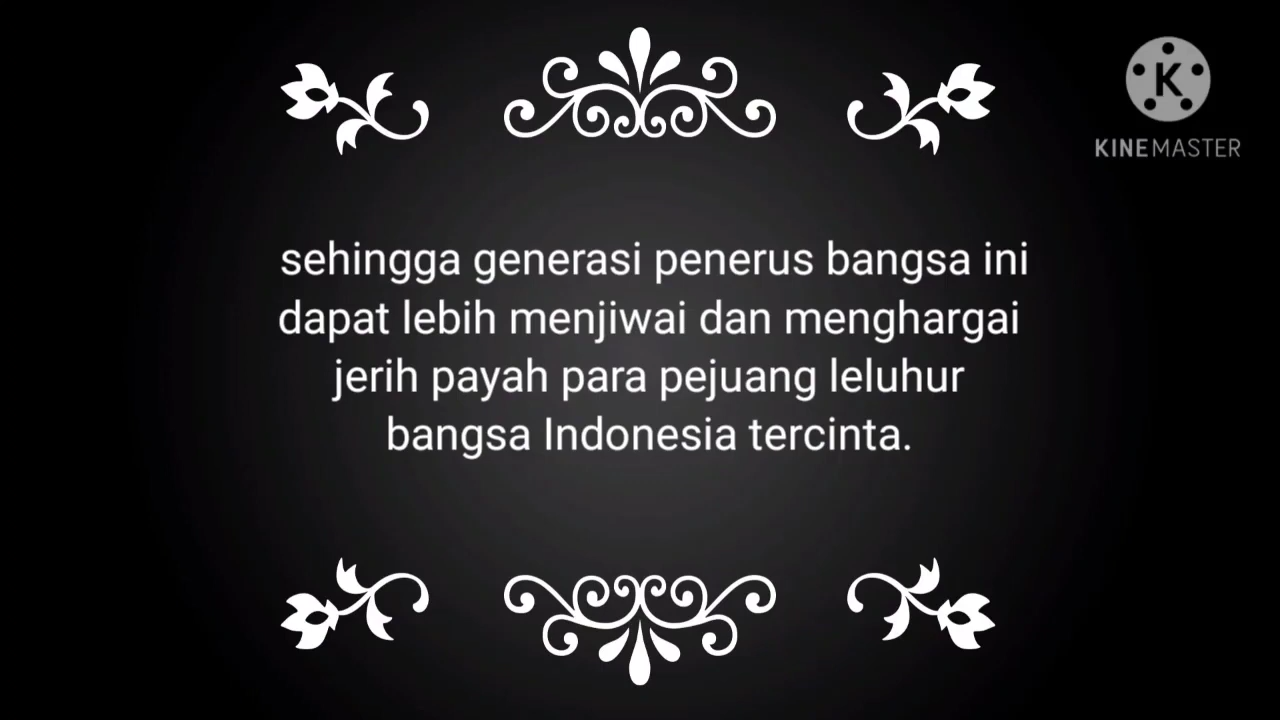 K
KINEMASTER
sehingga generasi penerus bangsa ini
dapat lebih menjiwai dan menghargai
jerih payah para pejuang leluhur
bangsa Indonesia tercinta.